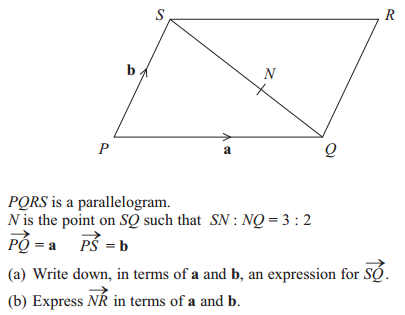 S
R
b
N
P
a
Q
PQRS is a parallelogram.
N is the point on SQ such that SN : NQ = 3 : 2
PQ⃗ = a PS⃗ = b
(a) Write down, in terms of a and b, an expression for SQ⃗.
(b) Express NR⃗ in terms of a and b.